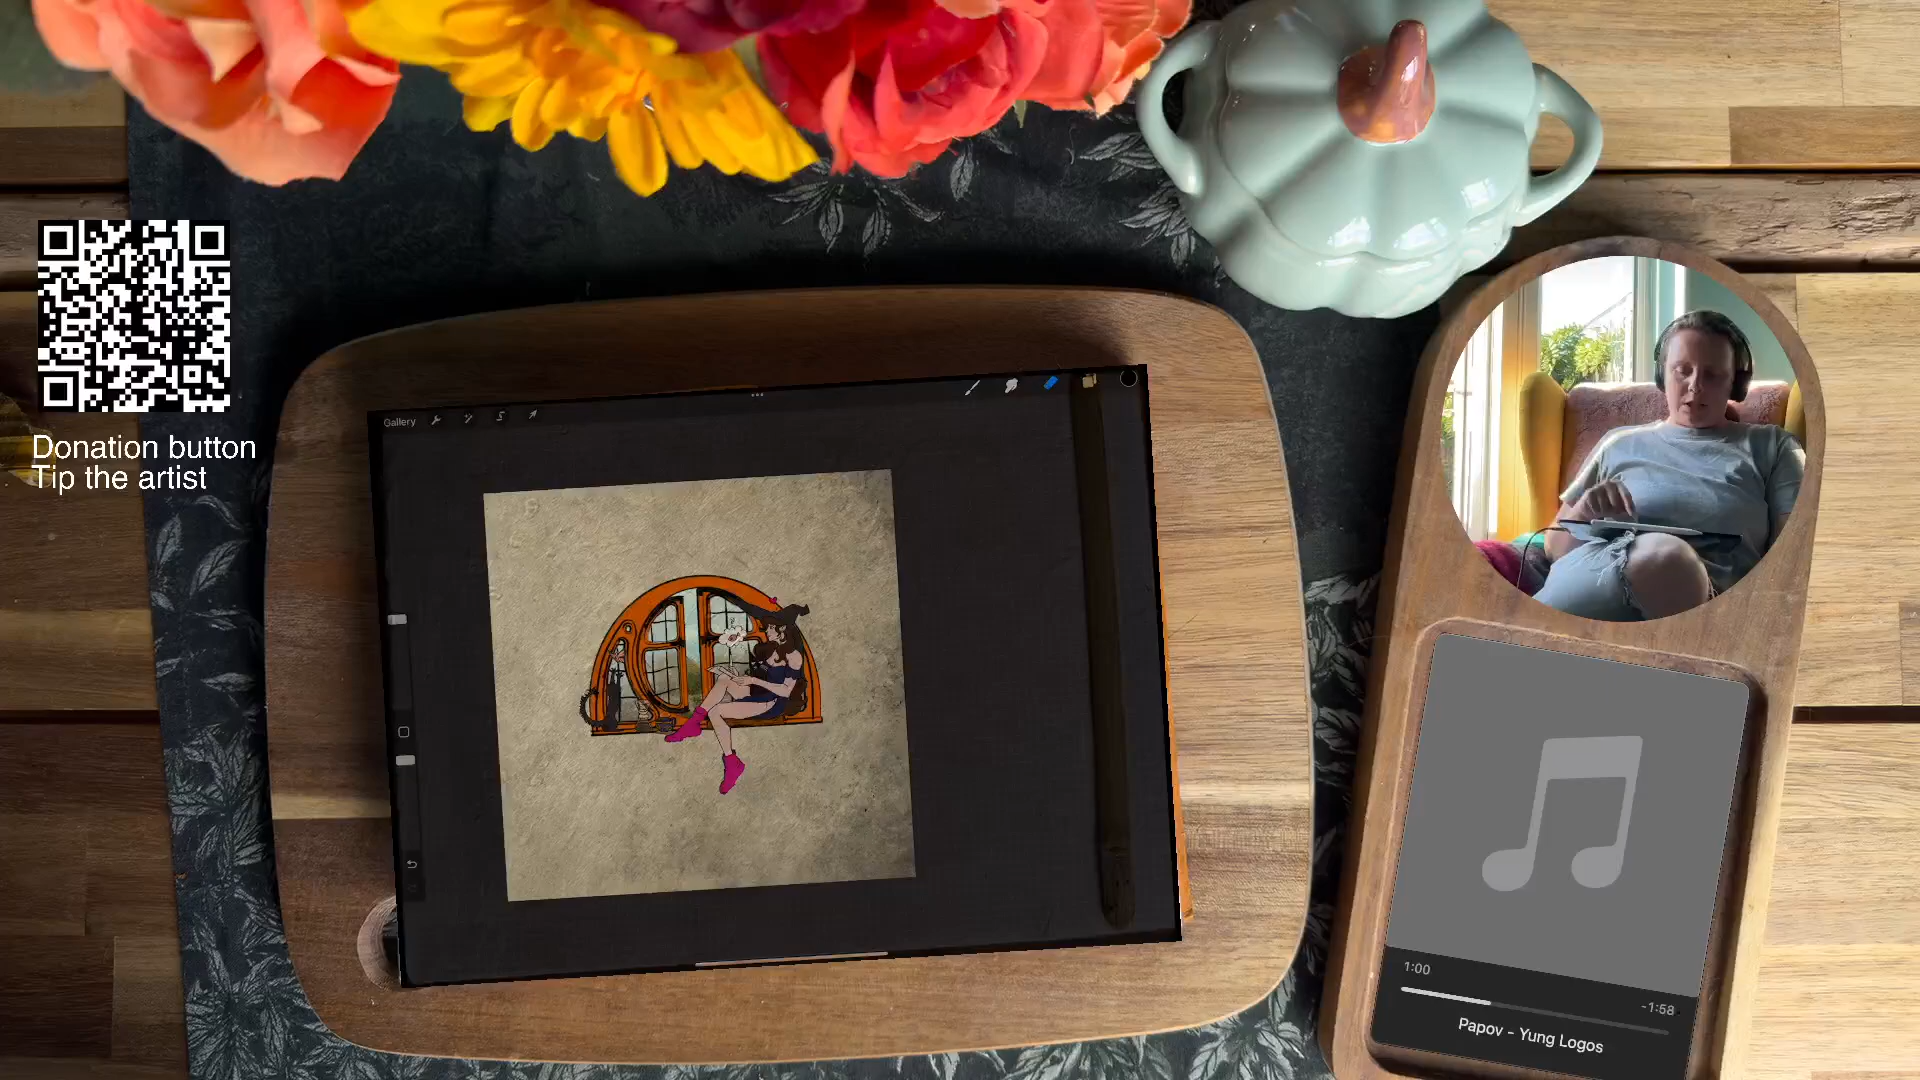 Donation button
Tip the artist
Gallery
1:00
-1:58
Papov - Yung Logos